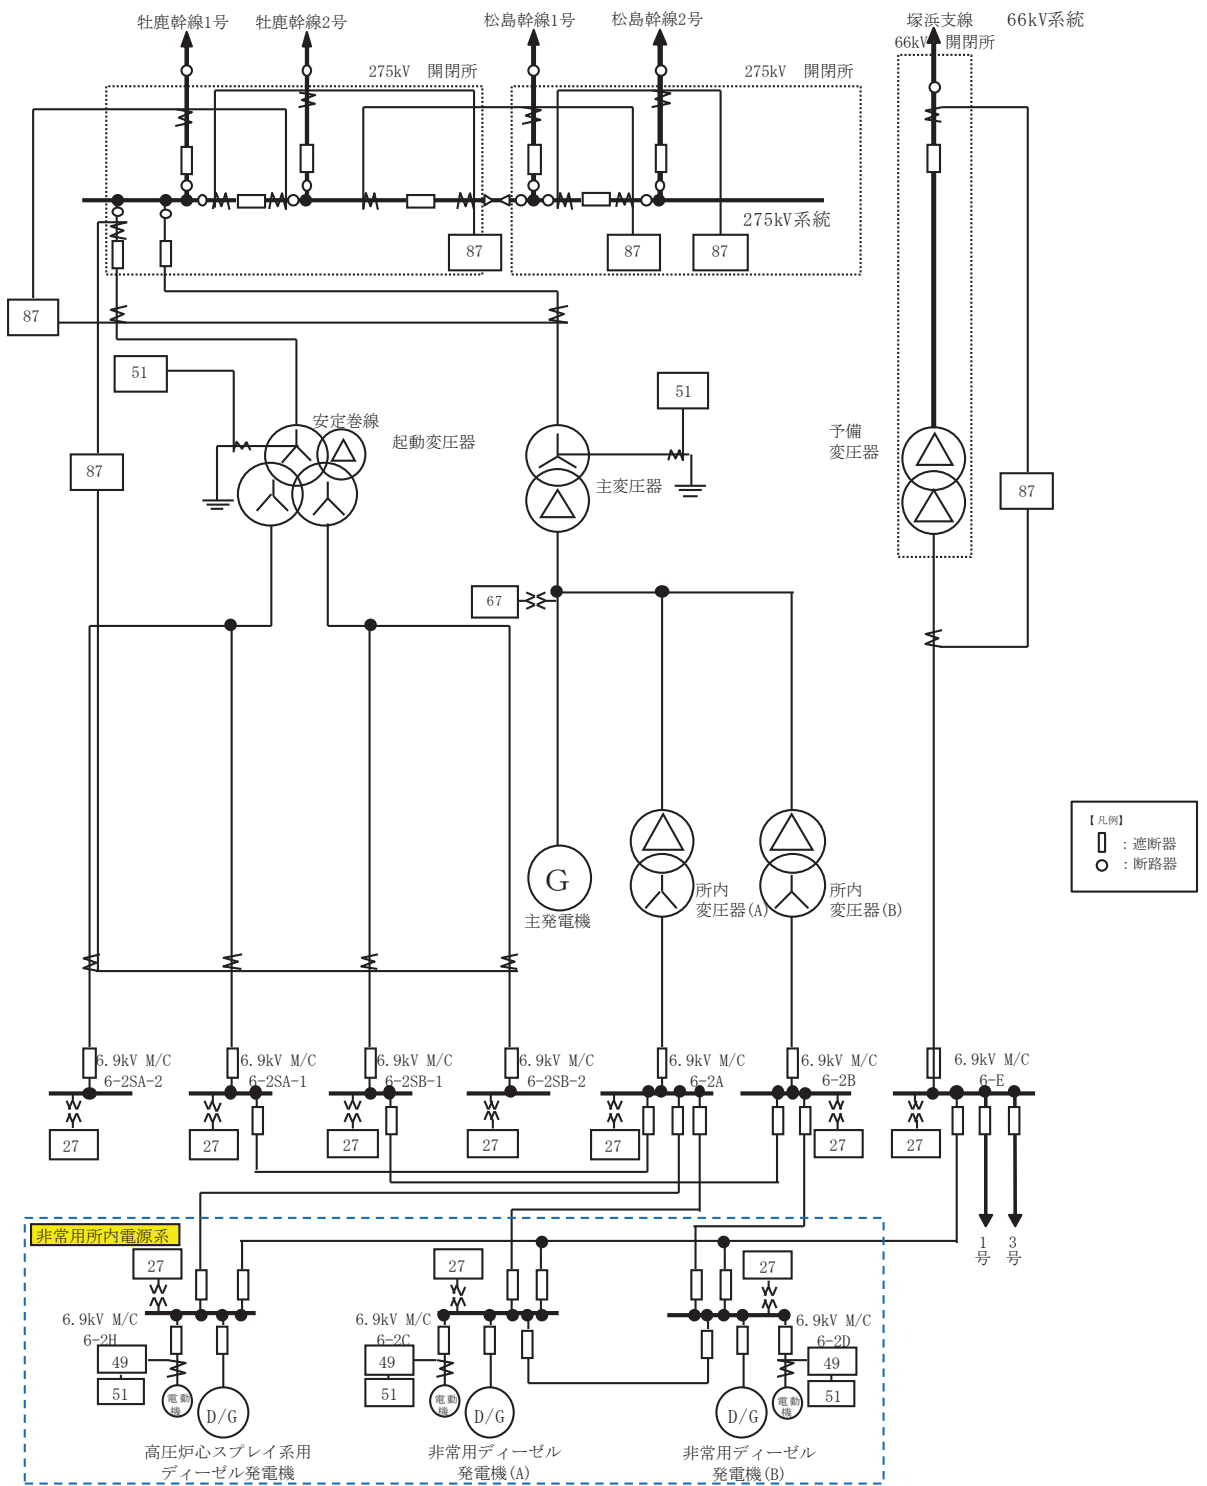 牡鹿幹線1号
牡鹿幹線2号
松島幹線1号
松島幹線2号
塚浜支線
66kV系統
66kV 開閉所
275kV 開閉所
275kV 開閉所
275kV系統
87
87
87
87
51
51
安定巻線
起動変圧器
予備
変圧器
87
主変圧器
87
67
【凡例】
：遮断器
：断路器
G
主発電機
所内
変圧器(A)
所内
変圧器(B)
6.9kV M/C
6-2SA-2
6.9kV M/C
6-2SA-1
6.9kV M/C
6-2SB-1
6.9kV M/C
6-2SB-2
6.9kV M/C
6-2A
6.9kV M/C
6-2B
6.9kV M/C
6-E
27
27
27
27
27
27
27
非常用所内電源系
1
号
3
号
27
27
27
6.9kV M/C
6-2H
6.9kV M/C
6-2C
6.9kV M/C
6-2D
49
51
電動
機
D/G
49
51
電動
機
D/G
D/G
電動
機
49
51
高圧炉心スプレイ系用
ディーゼル発電機
非常用ディーゼル
発電機(A)
非常用ディーゼル
発電機(B)